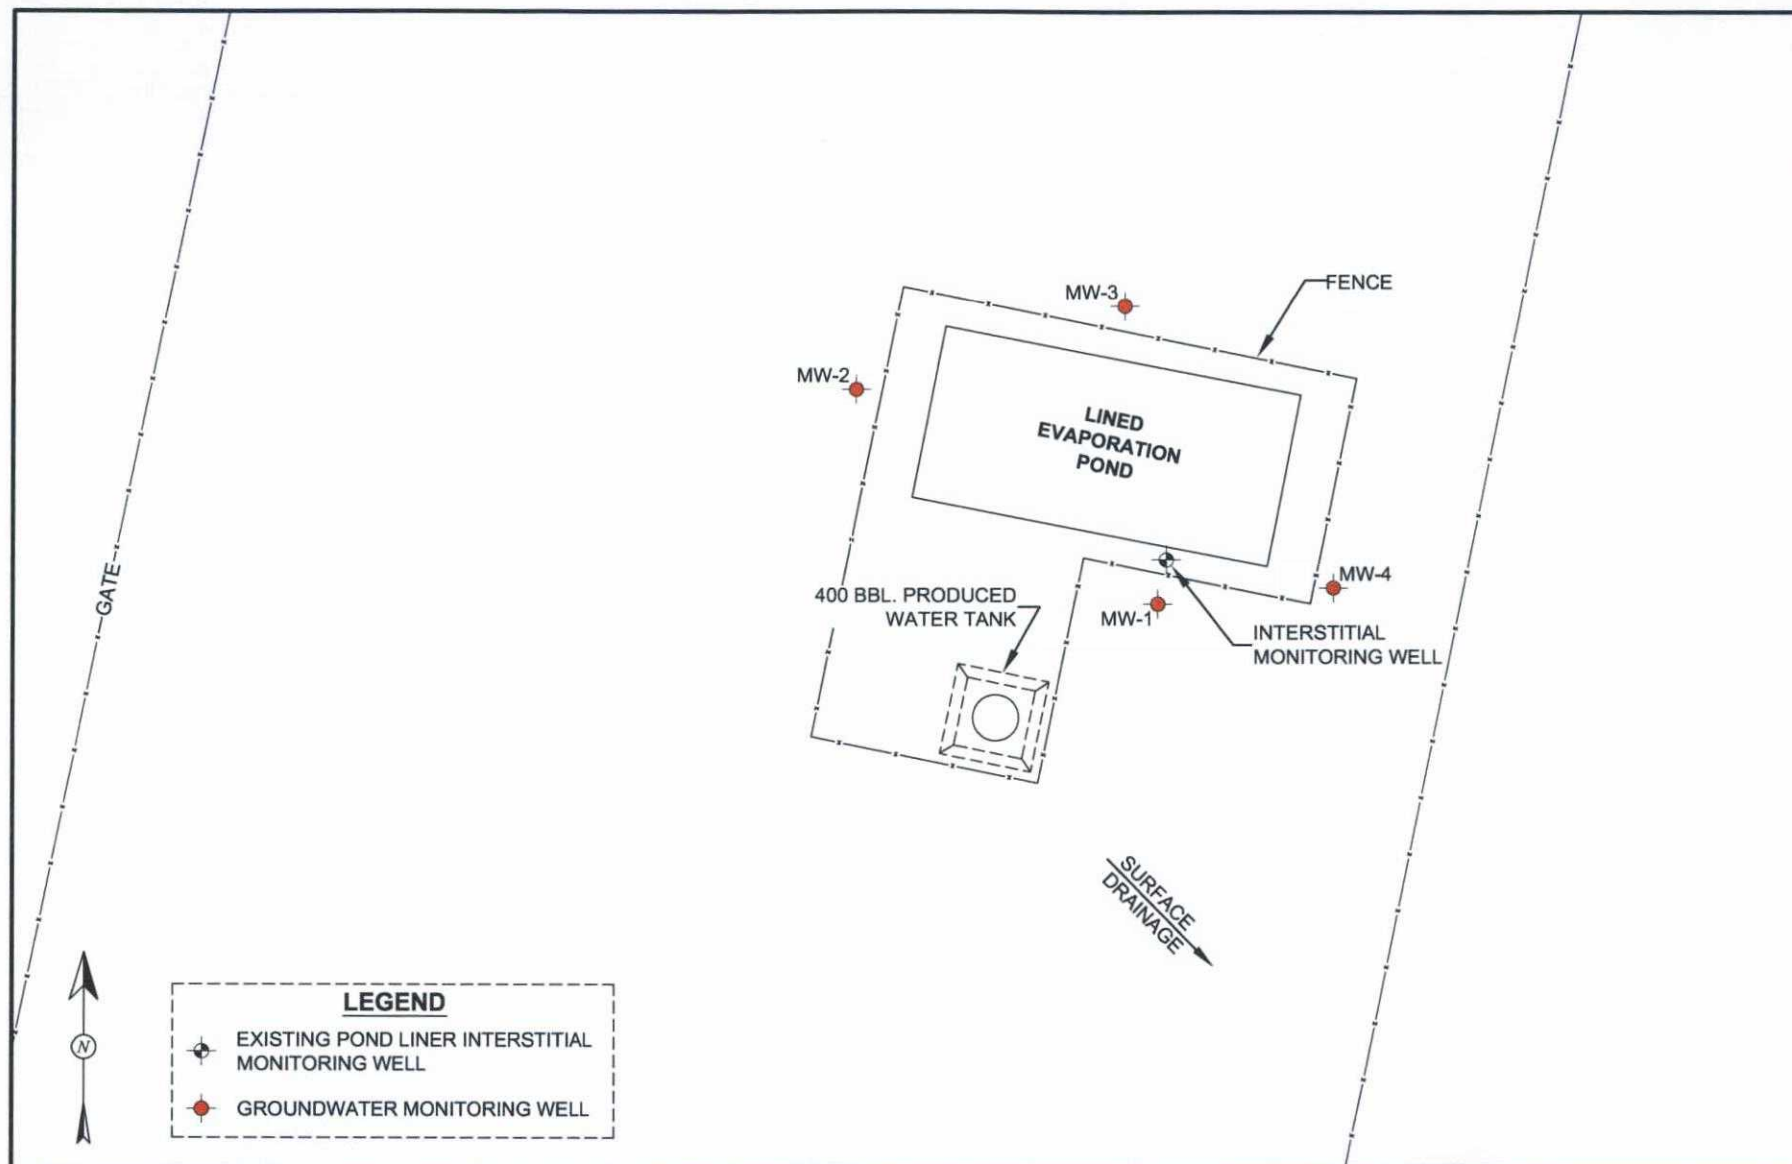 FENCE
MW-3
MW-2
LINED
EVAPORATION
POND
GATE
400 BBL. PRODUCED
WATER TANK
MW-4
MW-1
INTERSTITIAL
MONITORING WELL
SURFACE
DRAINAGE
LEGEND
EXISTING POND LINER INTERSTITIAL
MONITORING WELL
GROUNDWATER MONITORING WELL
N